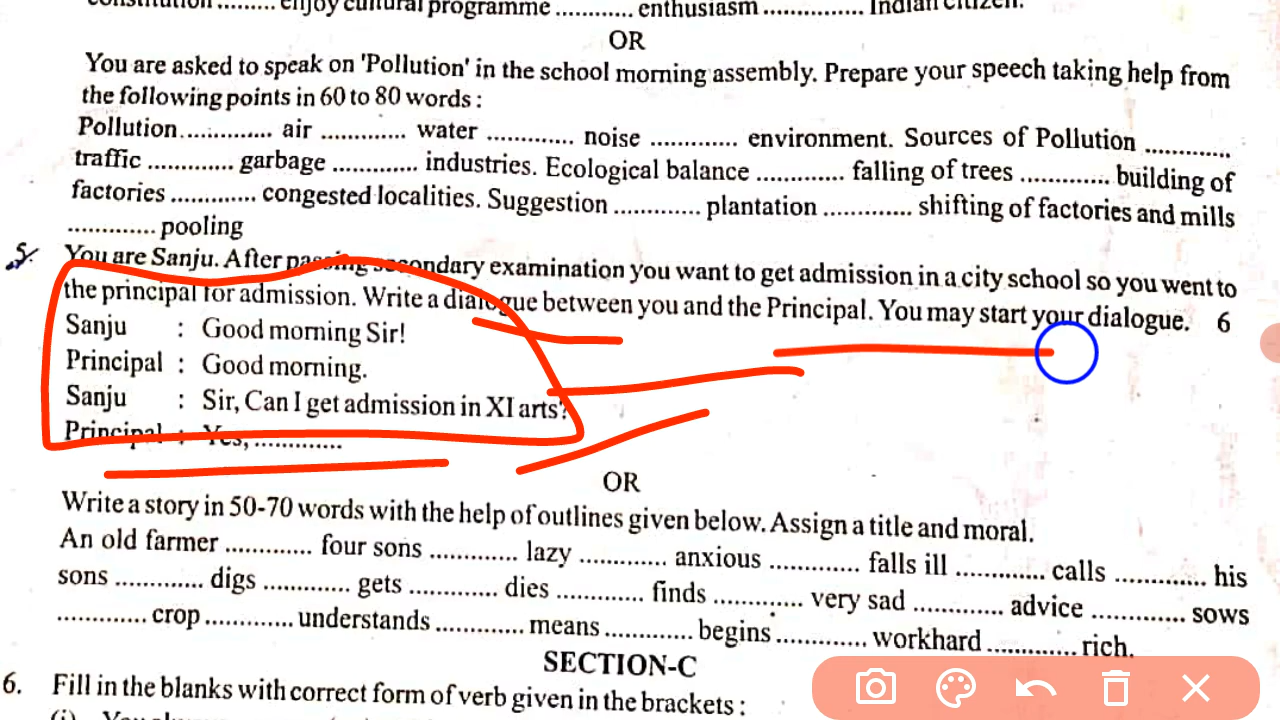 constitution ......... enjoy cultural programme ............ enthusiasm ............... Indian citizen.
OR
You are asked to speak on 'Pollution' in the school morning assembly. Prepare your speech taking help from
the following points in 60 to 80 words :
Pollution.............. air ............. water ............. noise ............. environment. Sources of Pollution .............
traffic ............. garbage ............. industries. Ecological balance ............. falling of trees ............. building of
factories ............. congested localities. Suggestion ............. plantation ............. shifting of factories and mills
............. pooling
5. You are Sanju. After passing secondary examination you want to get admission in a city school so you went to
the principal for admission. Write a dialogue between you and the Principal. You may start your dialogue. 6
Sanju : Good morning Sir!
Principal : Good morning.
Sanju : Sir, Can I get admission in XI arts?
Principal : Yes, .............
OR
Write a story in 50-70 words with the help of outlines given below. Assign a title and moral.
An old farmer ............. four sons ............. lazy ............. anxious ............. falls ill ............. calls ............. his
sons ............. digs ............. gets ............. dies ............. finds ............. very sad ............. advice ............. sows
............. crop ............. understands ............. means ............. begins ............. workhard ............. rich.
SECTION-C
6. Fill in the blanks with correct form of verb given in the brackets :
(i) You always